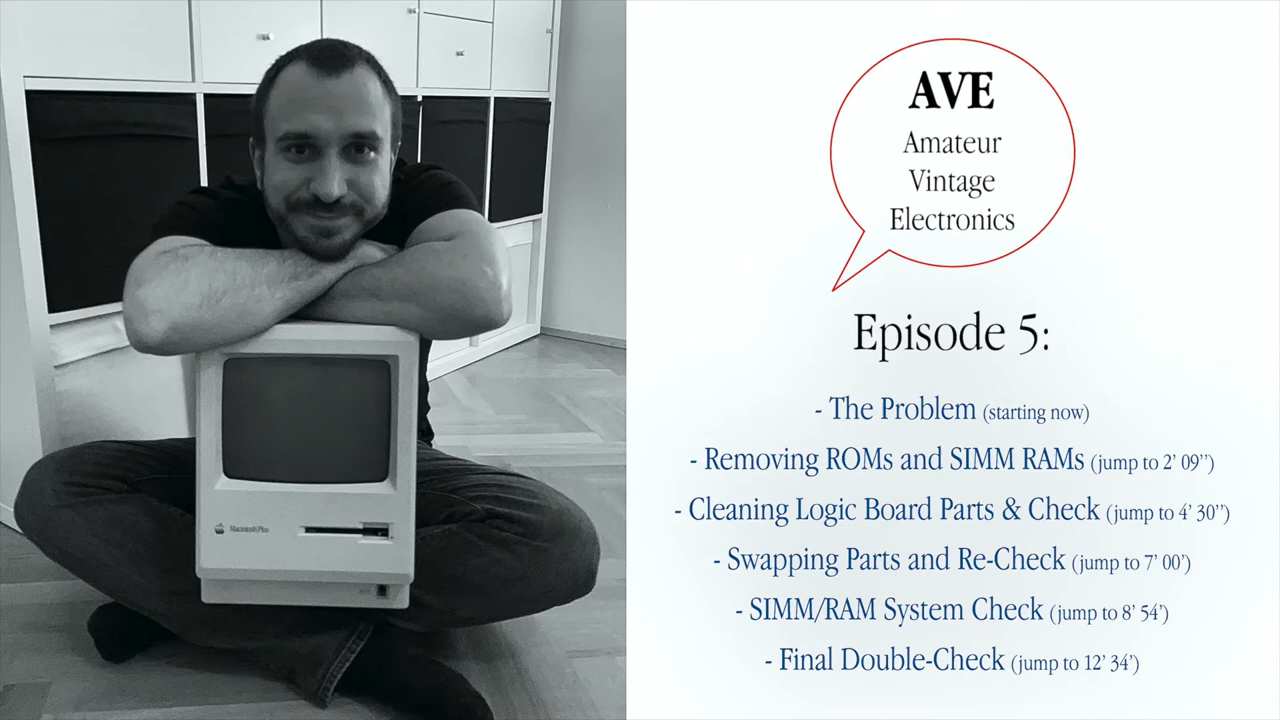 AVE
Amateur
Vintage
Electronics
Episode 5:
- The Problem (starting now)
- Removing ROMs and SIMM RAMs (jump to 2' 09'')
- Cleaning Logic Board Parts & Check (jump to 4' 30'')
- Swapping Parts and Re-Check (jump to 7' 00')
- SIMM/RAM System Check (jump to 8' 54')
- Final Double-Check (jump to 12' 34')
Macintosh Plus